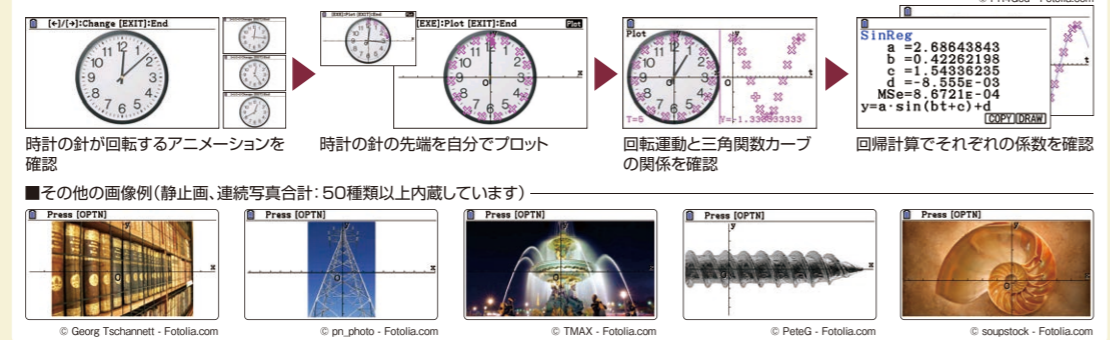 [←]/[→]:Change [EXIT]:End
[EXE]:Plot [EXIT]:End
[EXE]:Plot [EXIT]:End Plot
Plot
T=5
Y=-1.333333333
SinReg
a =2.68643843
b =0.42262198
c =1.54336235
d =-8.555E-03
MSe=8.6721E-04
y=a·sin(bt+c)+d
COPY DRAW
時計の針が回転するアニメーションを
確認
時計の針の先端を自分でプロット
回転運動と三角関数カーブ
の関係を確認
回帰計算でそれぞれの係数を確認
■その他の画像例(静止画、連続写真合計:50種類以上内蔵しています)
Press [OPTN]
Press [OPTN]
Press [OPTN]
Press [OPTN]
Press [OPTN]
© Georg Tschannett - Fotolia.com
© pn_photo - Fotolia.com
© TMAX - Fotolia.com
© PeteG - Fotolia.com
© soupstock - Fotolia.com